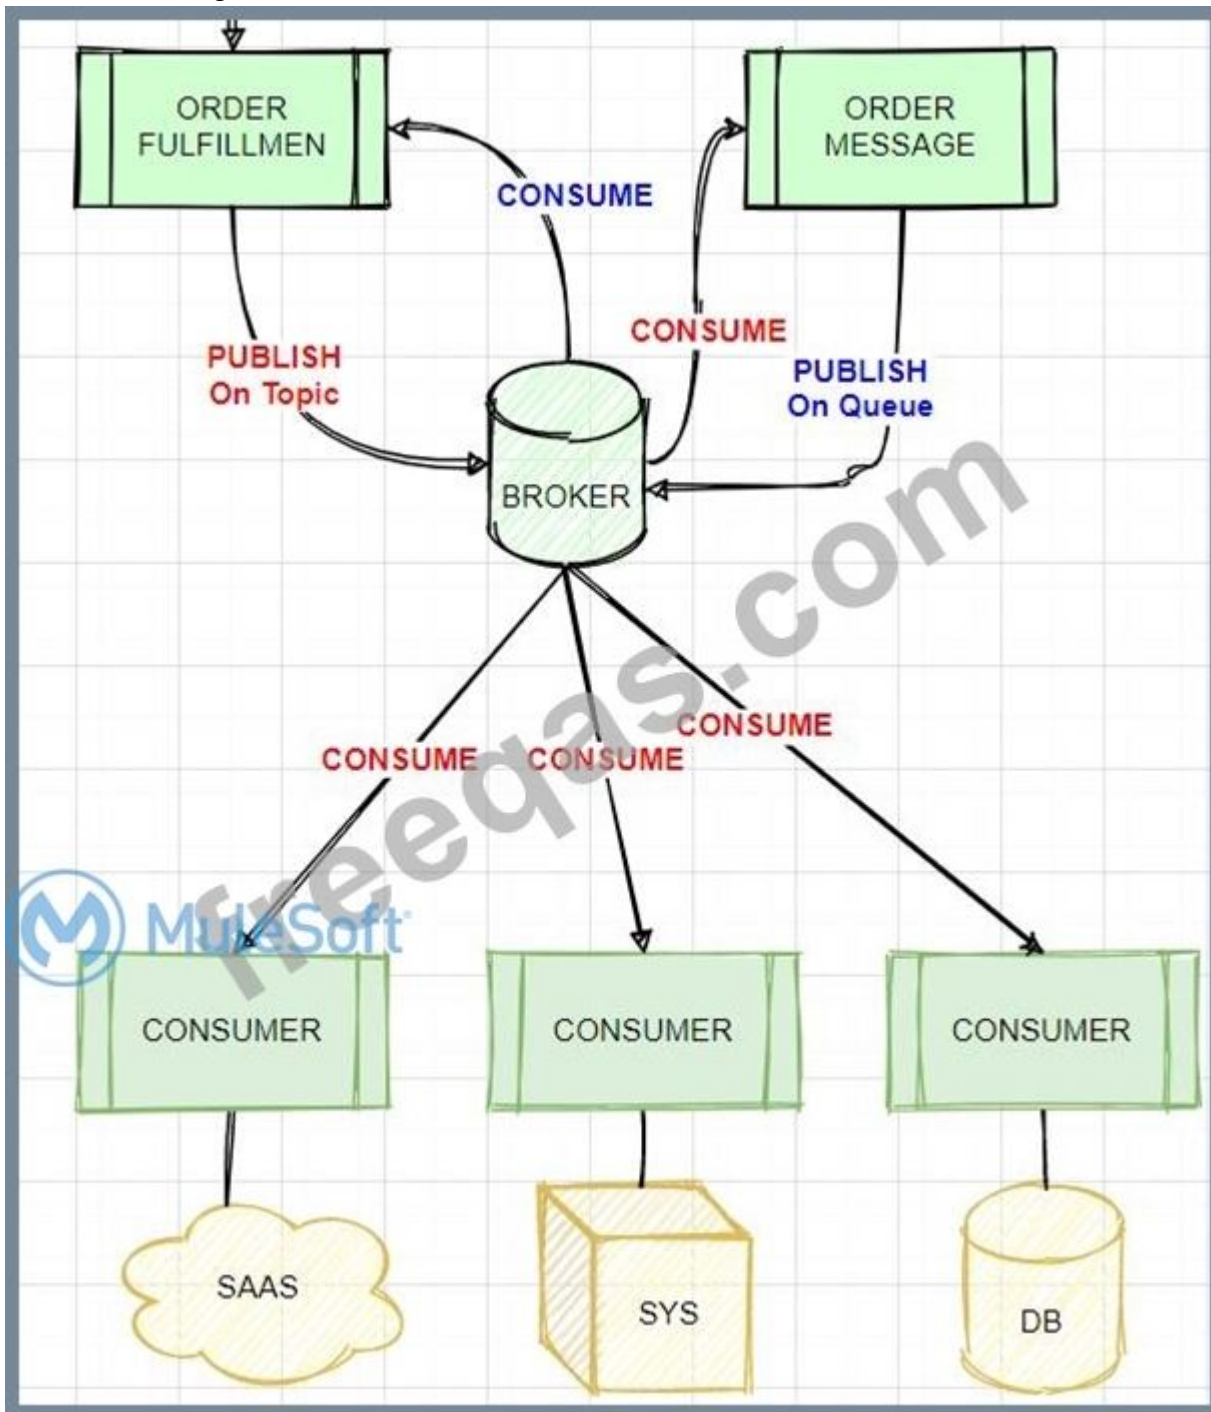 ORDER
FULFILLMEN
ORDER
MESSAGE
CONSUME
CONSUME
PUBLISH
On Topic
PUBLISH
On Queue
BROKER
freeqas.com
CONSUME
CONSUME
CONSUME
MuleSoft
CONSUMER
CONSUMER
CONSUMER
SAAS
SYS
DB